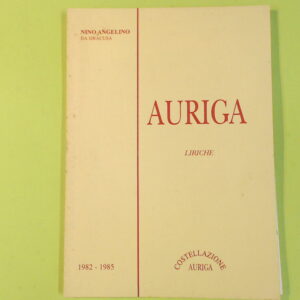 NINO ANGELINO
DA SIRACUSA
AURIGA
LIRICHE
1982 - 1985
COSTELLAZIONE
AURIGA